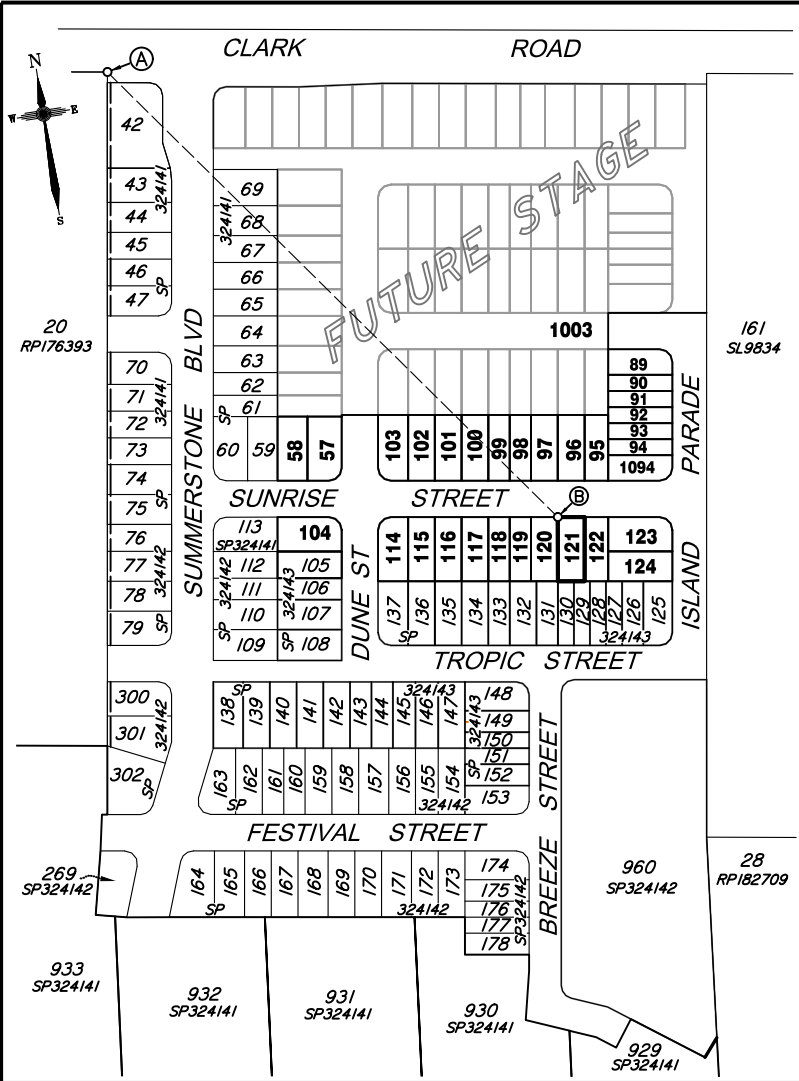 CLARK ROAD
A
N
W E
S
42
43
44
45
46
47
SP 324141
69
68
67
66
65
64
63
62
61
SP 324141
60 59 58 57
FUTURE STAGE
1003
20
RP176393
161
SL9834
89
90
91
92
93
94
1094
PARADE
ISLAND
103 102 101 100 99 98 97 96 95
SUMMERSTONE BLVD
70
71
72
73
74
75
SP 324141
76
77
78
79
SP 324142
SUNRISE STREET
B
113
SP324141
104
112
111
110
109
SP 324142
105
106
107
108
SP 324143
DUNE ST
114 115 116 117 118 119 120 121 122
123
124
137 136 135 134 133 132 131 130 129 128 127 126 125
SP 324143
TROPIC STREET
300
301
302
SP 324142
138 139 140 141 142 143 144 145 146 147
SP 324143
148
149
150
151
152
153
SP 324143
163 162 161 160 159 158 157 156 155 154
SP 324142
BREEZE STREET
FESTIVAL STREET
269
SP324142
164 165 166 167 168 169 170 171 172 173
SP 324142
174
175
176
177
178
SP324142
960
SP324142
28
RP182709
933
SP324141
932
SP324141
931
SP324141
930
SP324141
929
SP324141